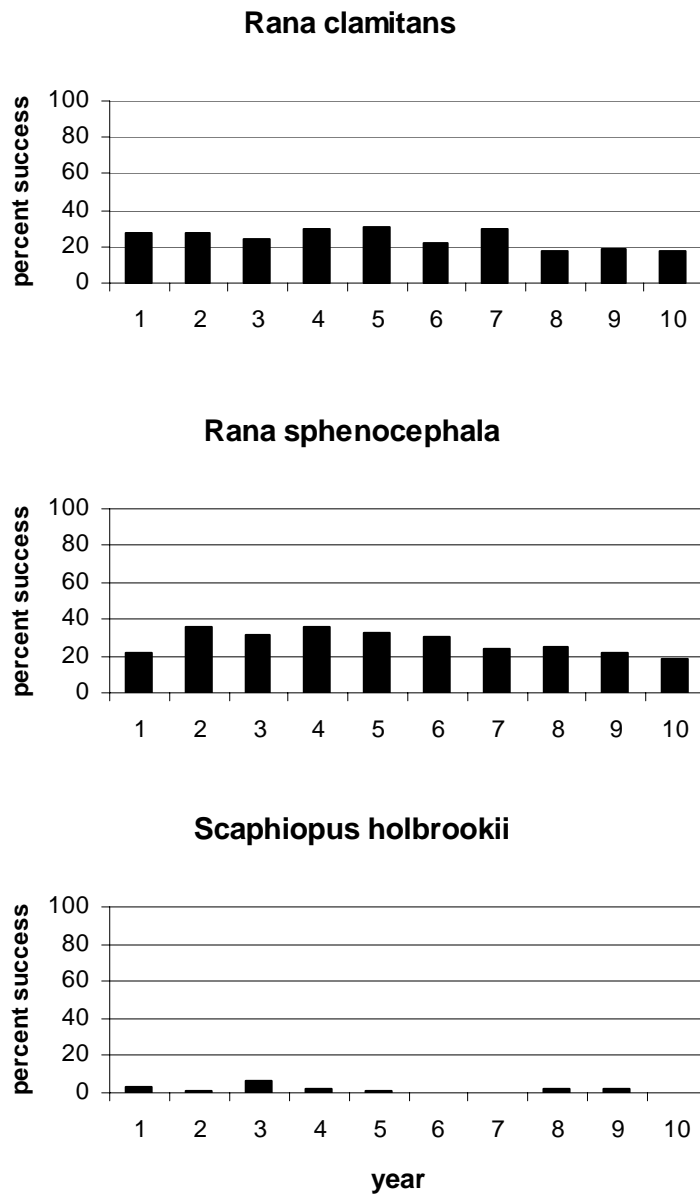 Rana clamitans
percent success
100
80
60
40
20
0
1 2 3 4 5 6 7 8 9 10
Rana sphenocephala
percent success
100
80
60
40
20
0
1 2 3 4 5 6 7 8 9 10
Scaphiopus holbrookii
percent success
100
80
60
40
20
0
1 2 3 4 5 6 7 8 9 10
year